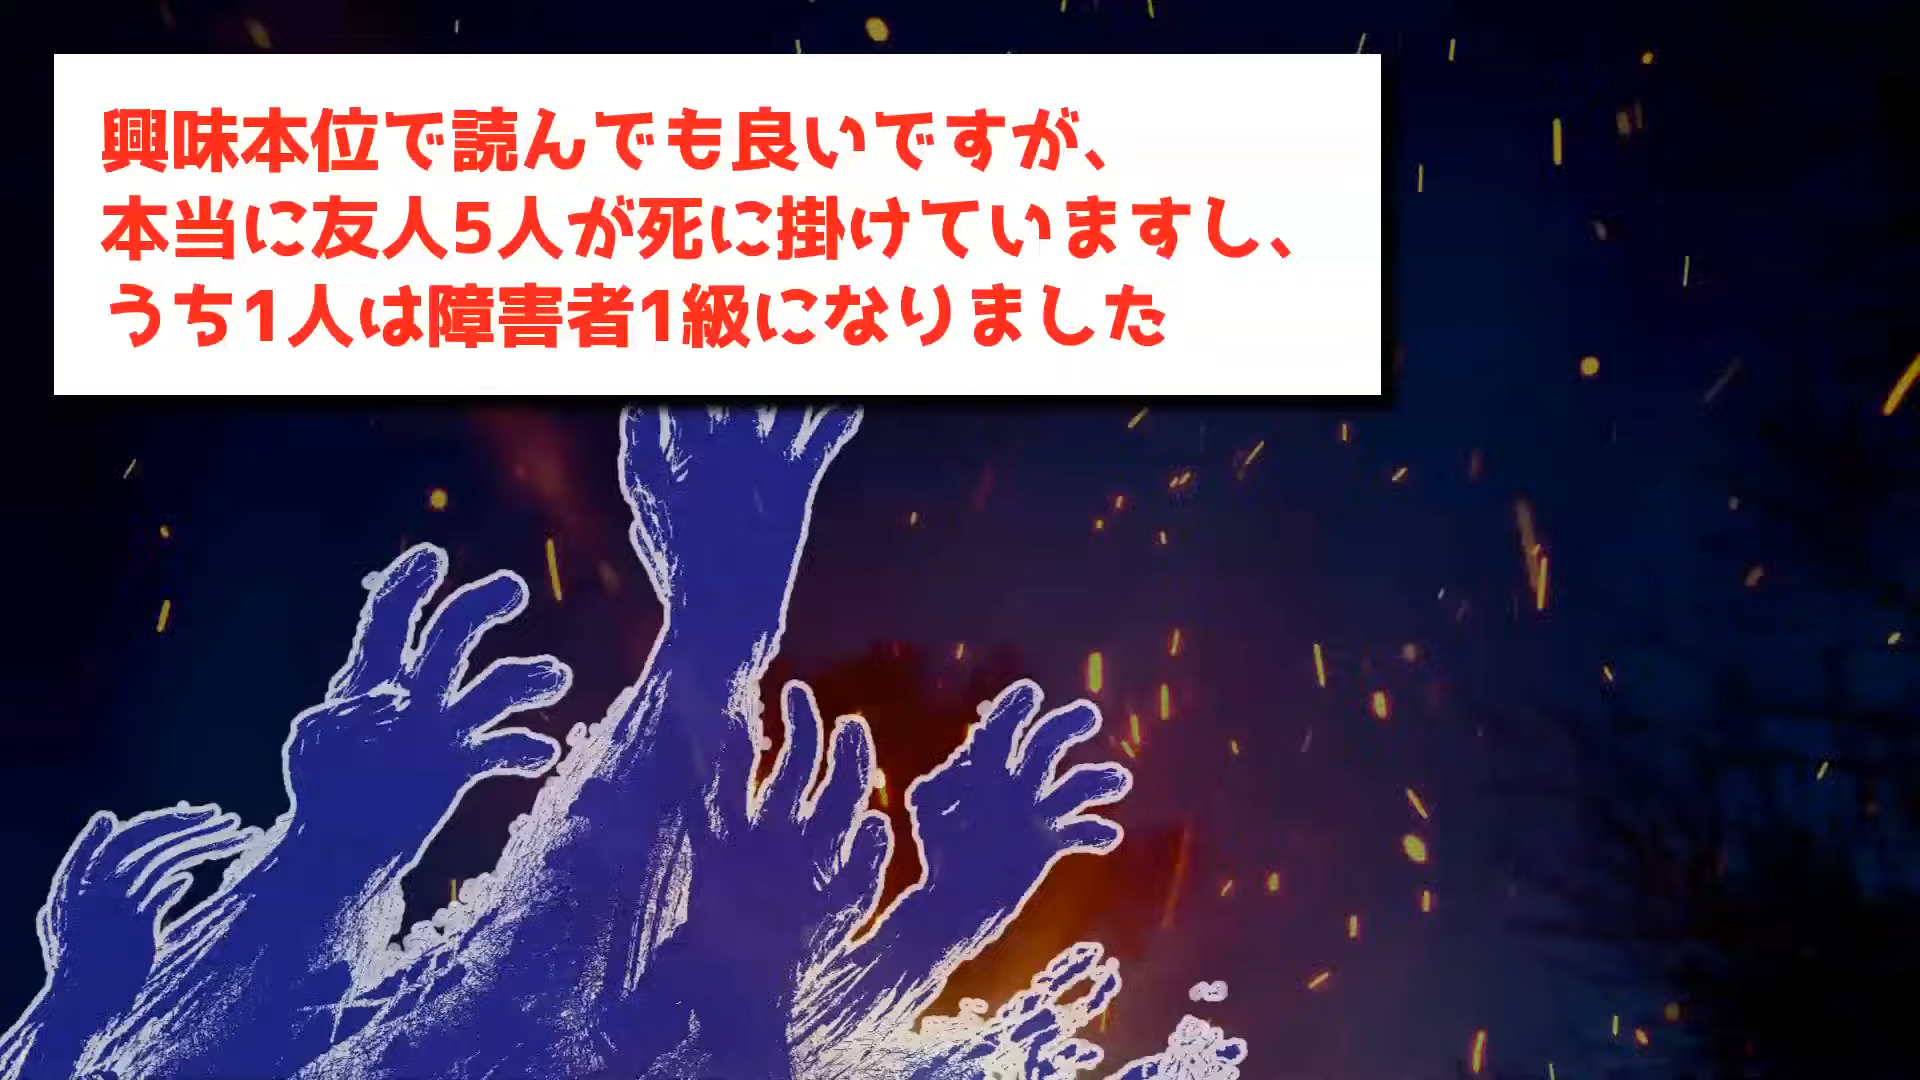 興味本位で読んでも良いですが、
本当に友人5人が死に掛けていますし、
うち1人は障害者1級になりました